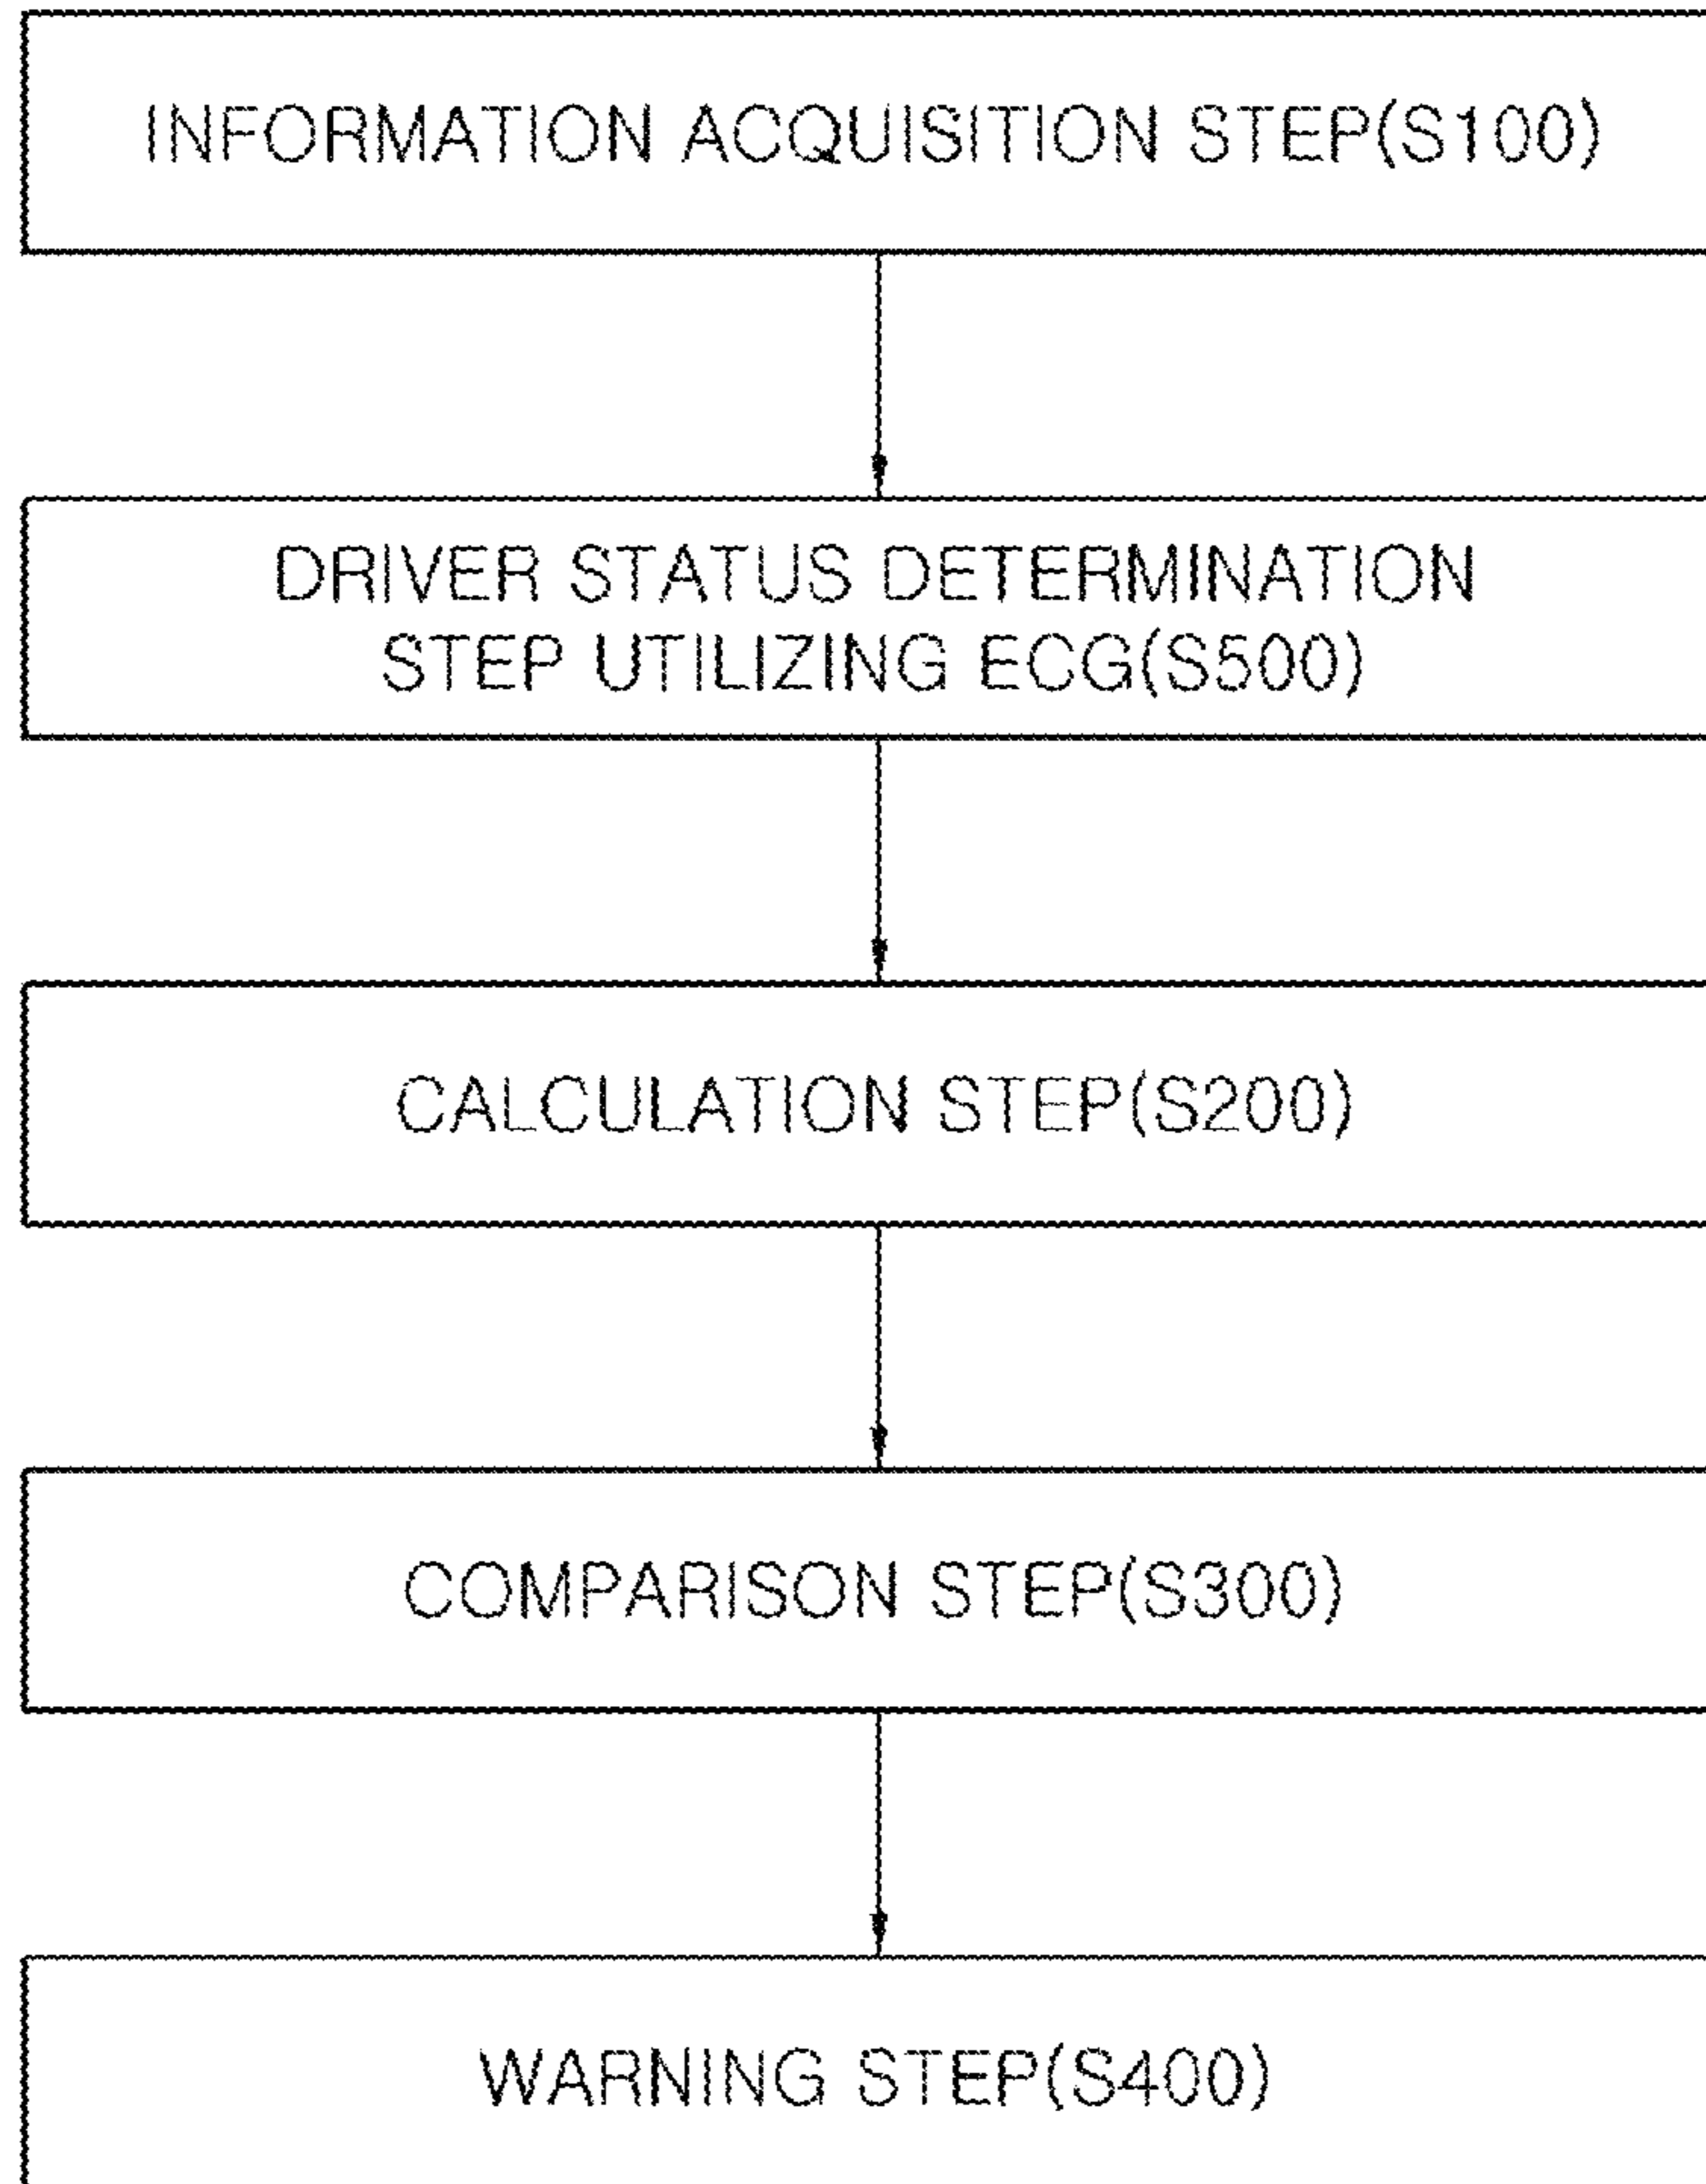 INFORMATION ACQUISITION STEP(S100)
DRIVER STATUS DETERMINATION
STEP UTILIZING ECG(S500)
CALCULATION STEP(S200)
COMPARISON STEP(S300)
WARNING STEP(S400)